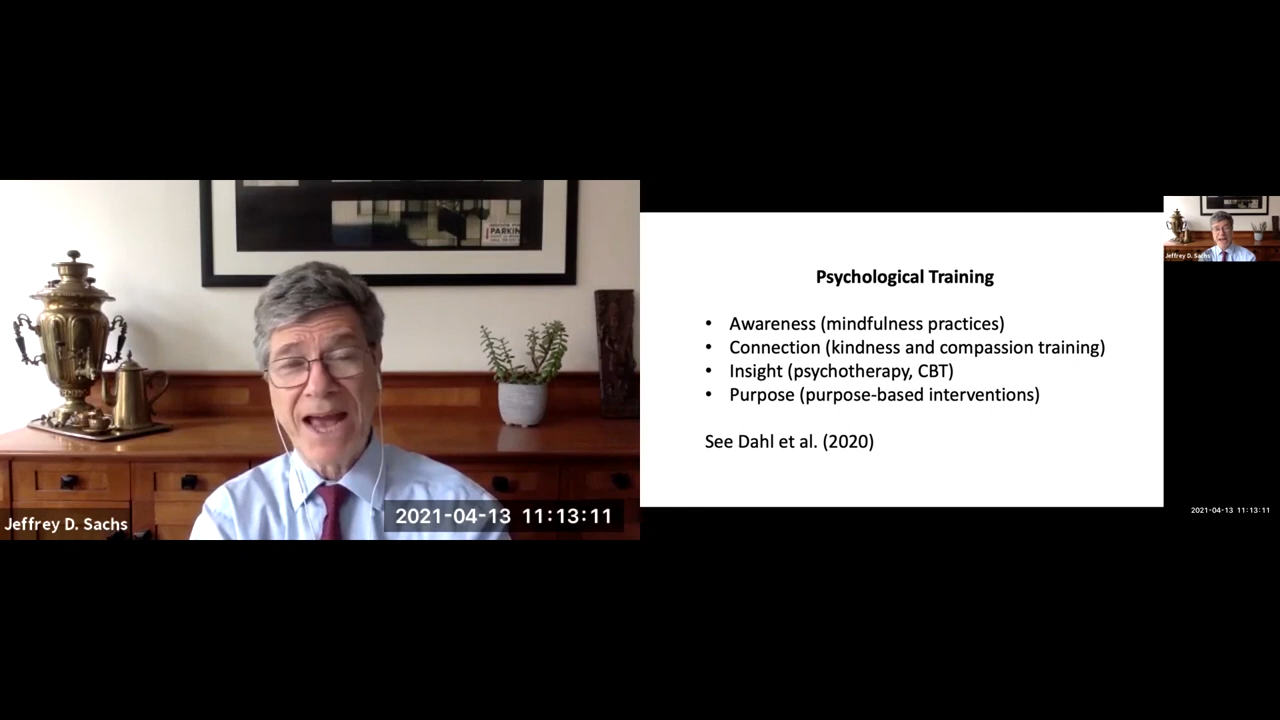 PARKIN
Jeffrey D. Sachs
2021-04-13 11:13:11
Psychological Training
• Awareness (mindfulness practices)
• Connection (kindness and compassion training)
• Insight (psychotherapy, CBT)
• Purpose (purpose-based interventions)
See Dahl et al. (2020)
Jeffrey D. Sachs
2021-04-13 11:13:11